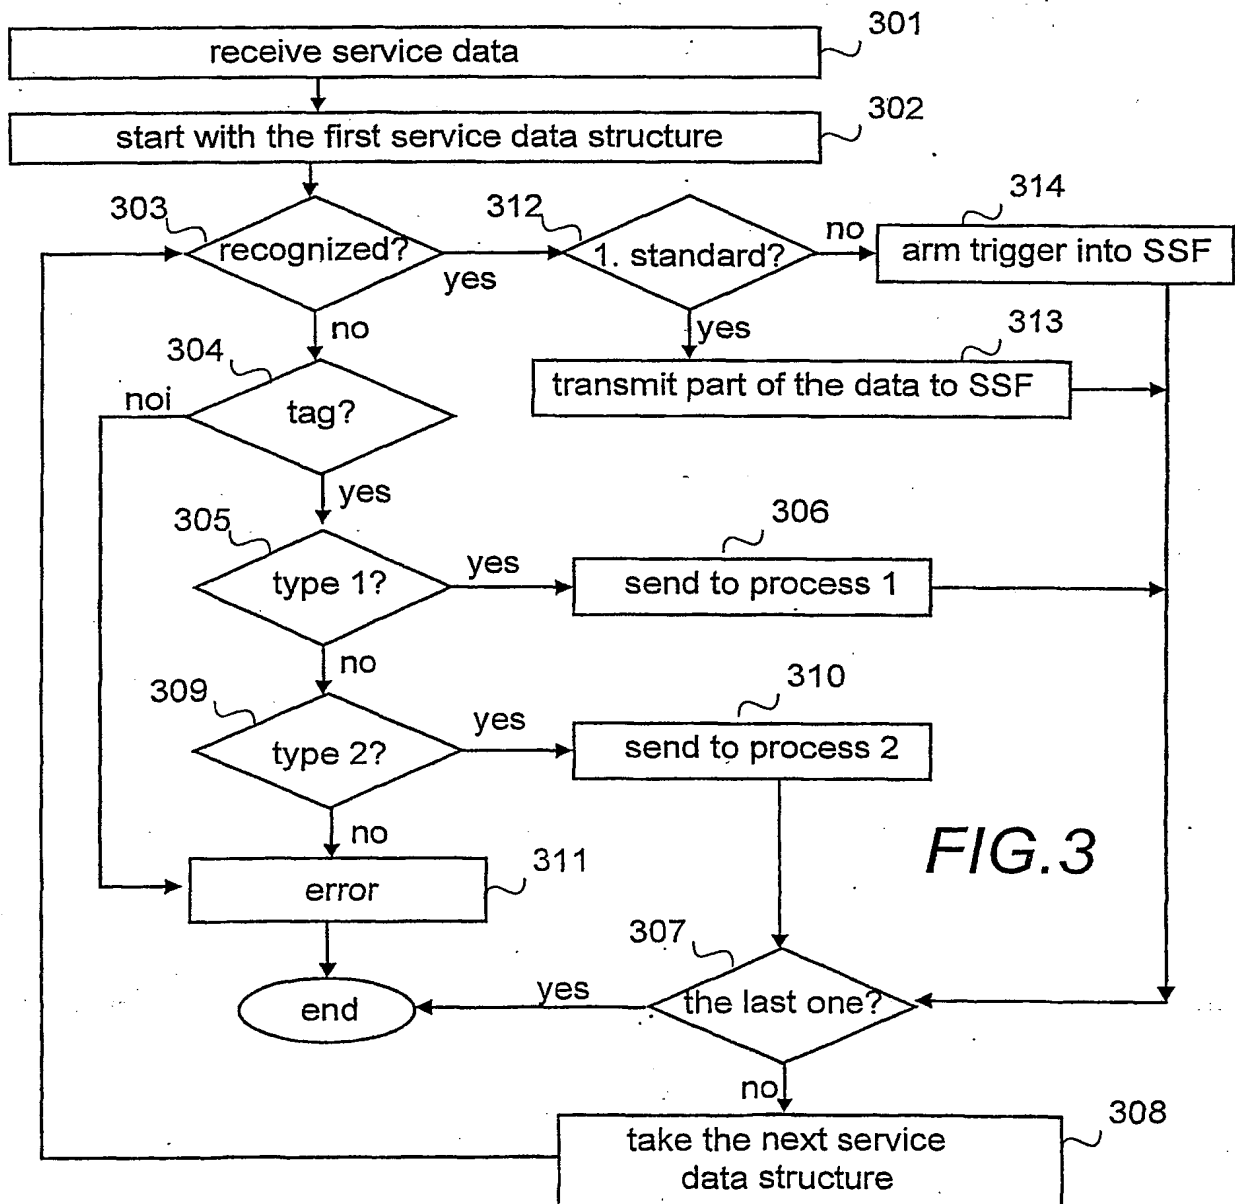 301
receive service data
302
start with the first service data structure
303
recognized?
yes
312
1. standard?
no
314
arm trigger into SSF
no
yes
313
transmit part of the data to SSF
304
noi
tag?
yes
305
type 1?
yes
306
send to process 1
no
309
type 2?
yes
310
send to process 2
no
311
error
FIG.3
307
the last one?
yes
end
no
308
take the next service
data structure